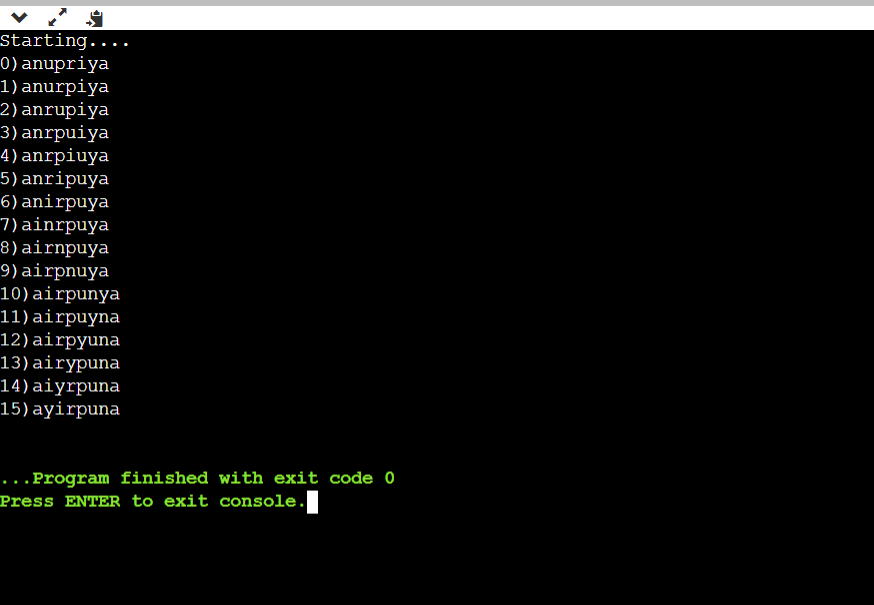 Starting....
0)anupriya
1)anurpiya
2)anrupiya
3)anrpuiya
4)anrpiuya
5)anripuya
6)anirpuya
7)ainrpuya
8)airnpuya
9)airpnuya
10)airpunya
11)airpuyna
12)airpyuna
13)airypuna
14)aiyrpuna
15)ayirpuna
...Program finished with exit code 0
Press ENTER to exit console.